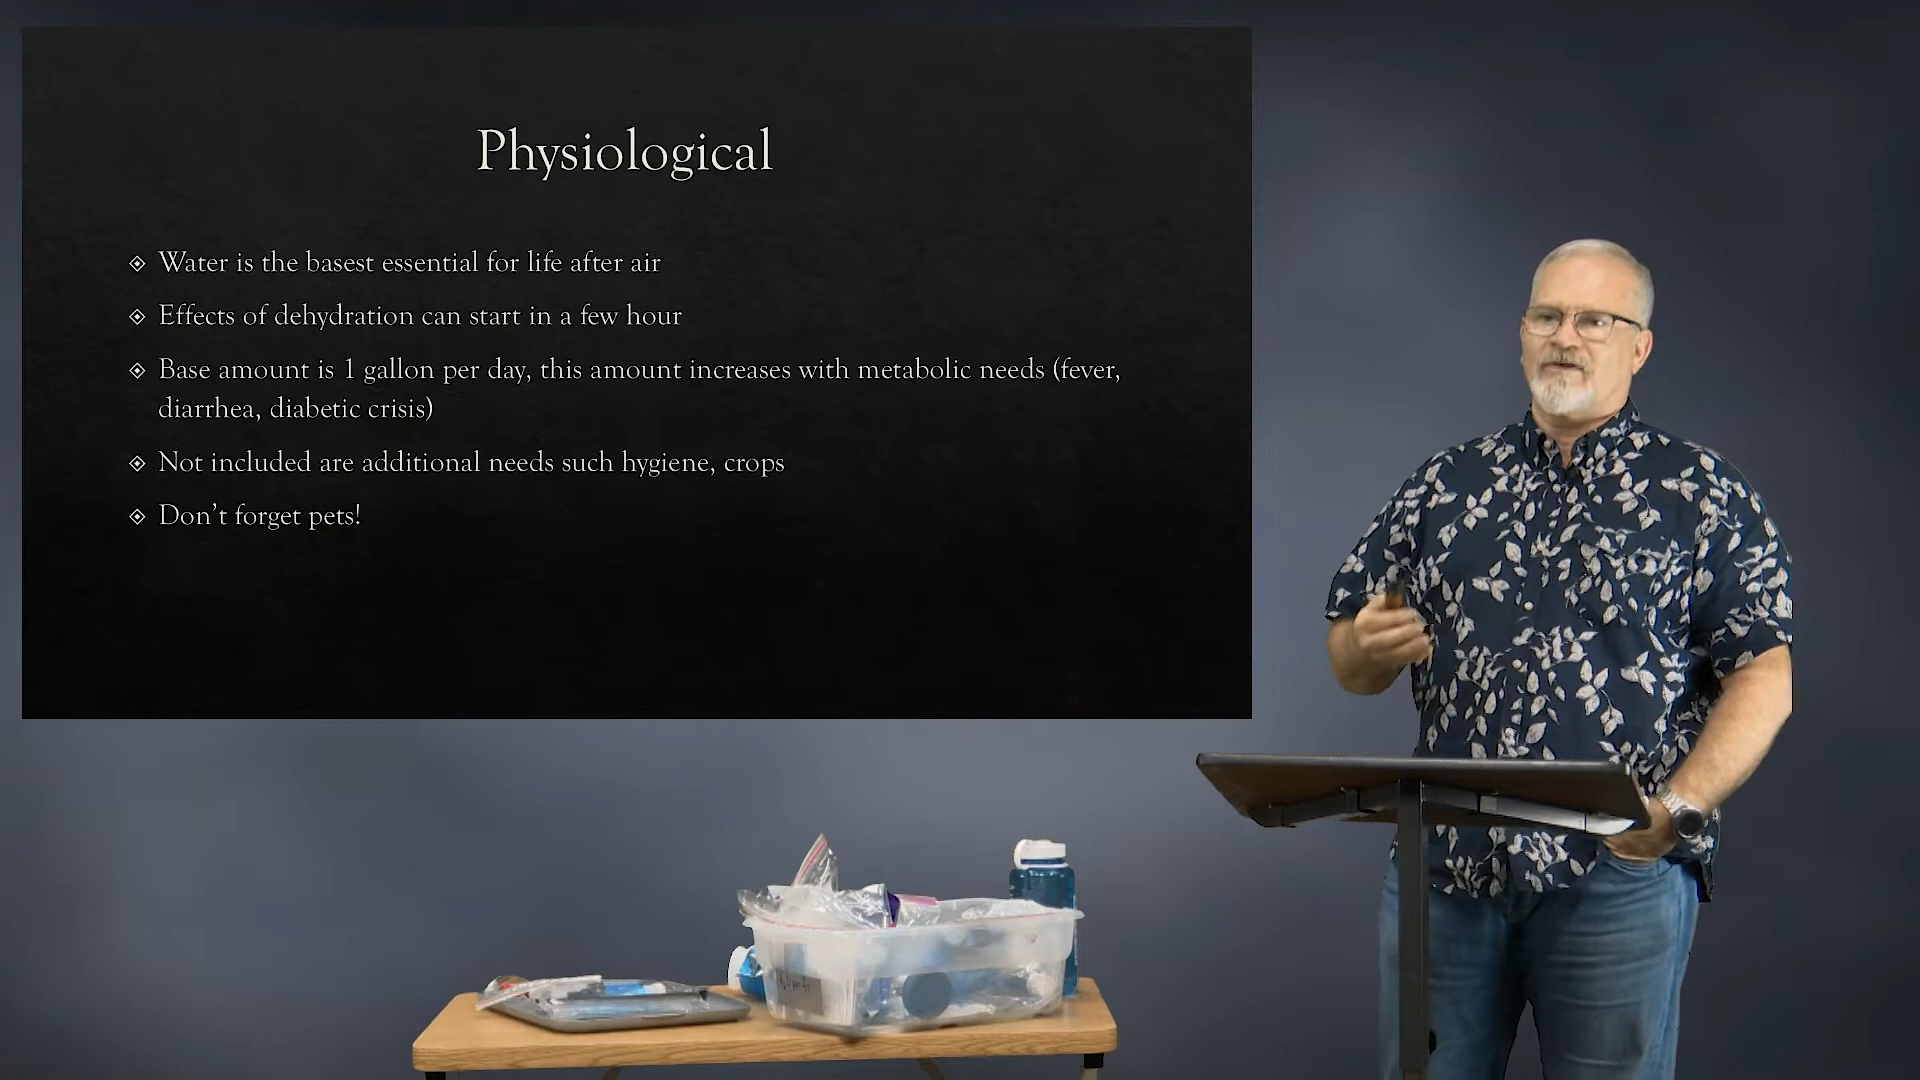 Physiological
Water is the basest essential for life after air
Effects of dehydration can start in a few hour
Base amount is 1 gallon per day, this amount increases with metabolic needs (fever,
diarrhea, diabetic crisis)
Not included are additional needs such hygiene, crops
Don't forget pets!